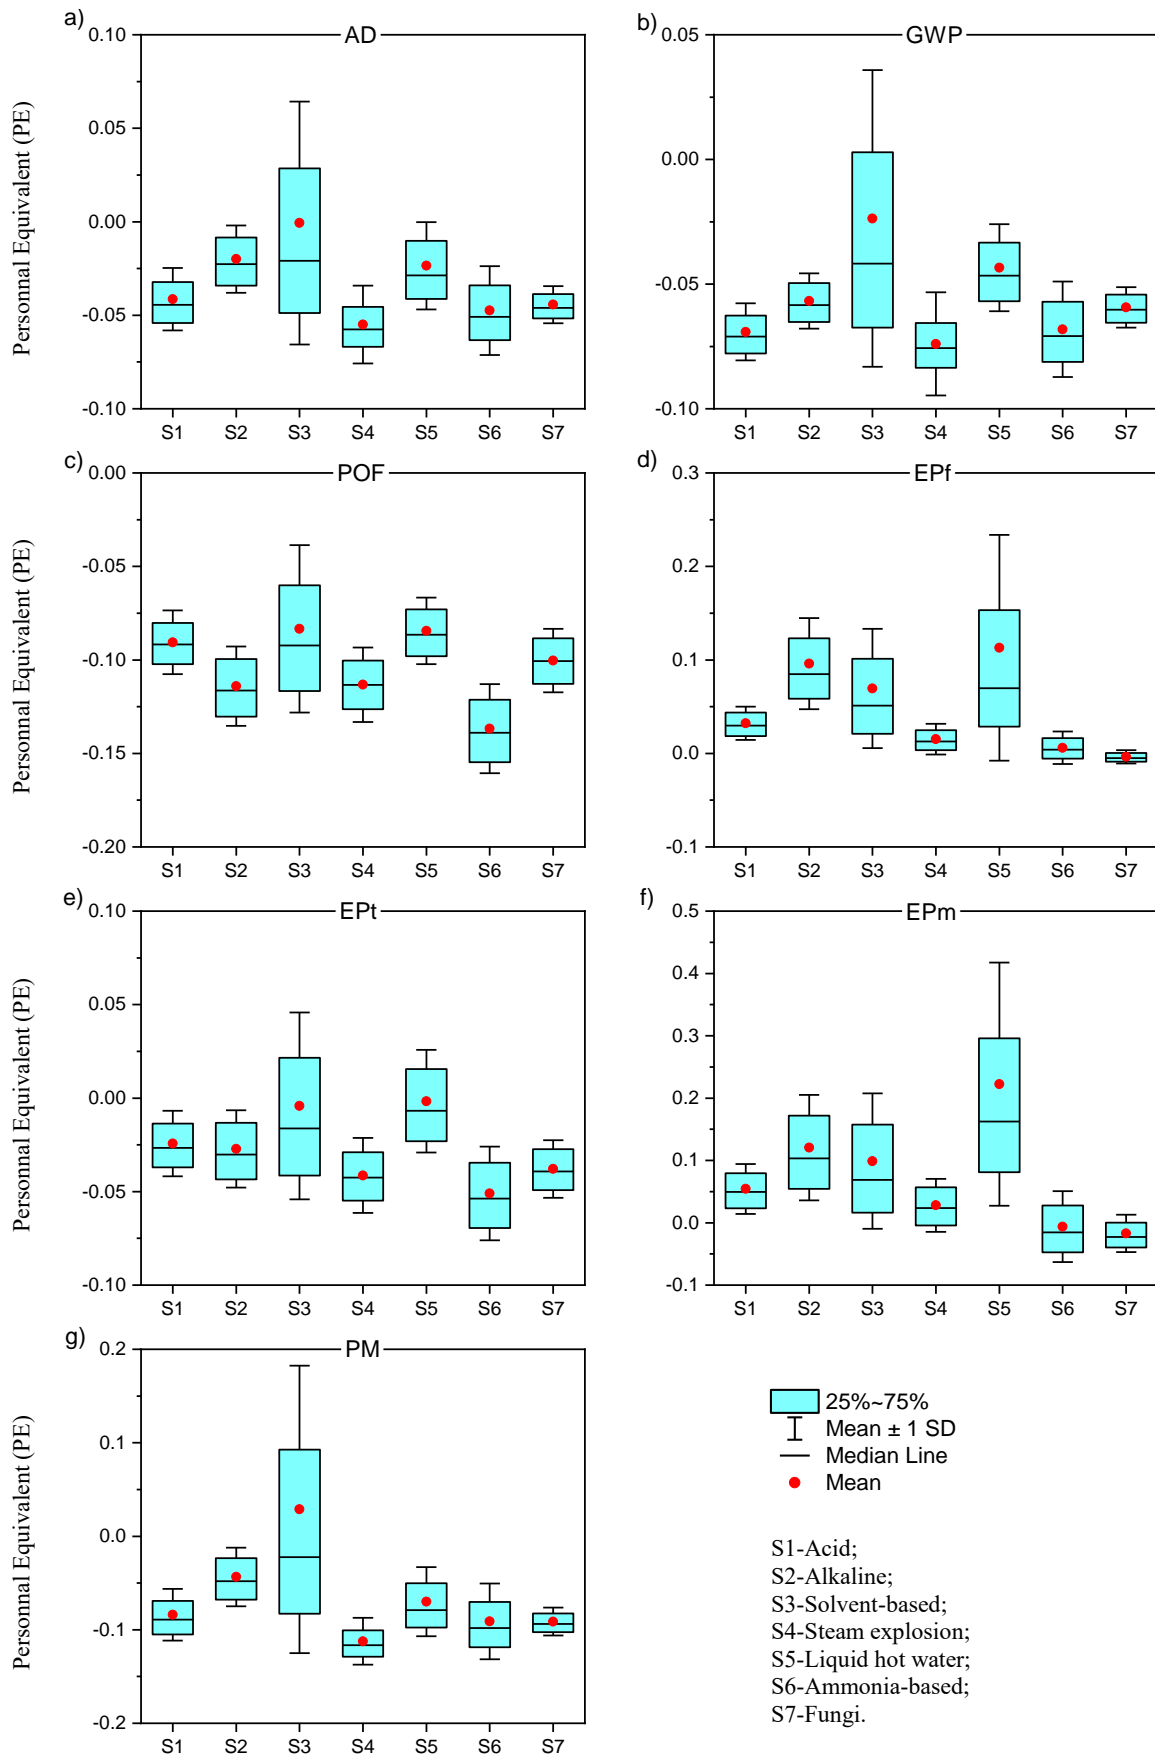 a)
AD
Personnal Equivalent (PE)
0.10
0.05
0.00
-0.05
-0.10
S1 S2 S3 S4 S5 S6 S7
b)
GWP
0.05
0.00
-0.05
-0.10
S1 S2 S3 S4 S5 S6 S7
c)
POF
Personnal Equivalent (PE)
0.00
-0.05
-0.10
-0.15
-0.20
S1 S2 S3 S4 S5 S6 S7
d)
EPf
0.3
0.2
0.1
0.0
-0.1
S1 S2 S3 S4 S5 S6 S7
e)
EPt
Personnal Equivalent (PE)
0.10
0.05
0.00
-0.05
-0.10
S1 S2 S3 S4 S5 S6 S7
f)
EPm
0.5
0.4
0.3
0.2
0.1
0.0
-0.1
S1 S2 S3 S4 S5 S6 S7
g)
PM
Personnal Equivalent (PE)
0.2
0.1
0.0
-0.1
-0.2
S1 S2 S3 S4 S5 S6 S7
25%~75%
Mean ± 1 SD
Median Line
Mean
S1-Acid;
S2-Alkaline;
S3-Solvent-based;
S4-Steam explosion;
S5-Liquid hot water;
S6-Ammonia-based;
S7-Fungi.